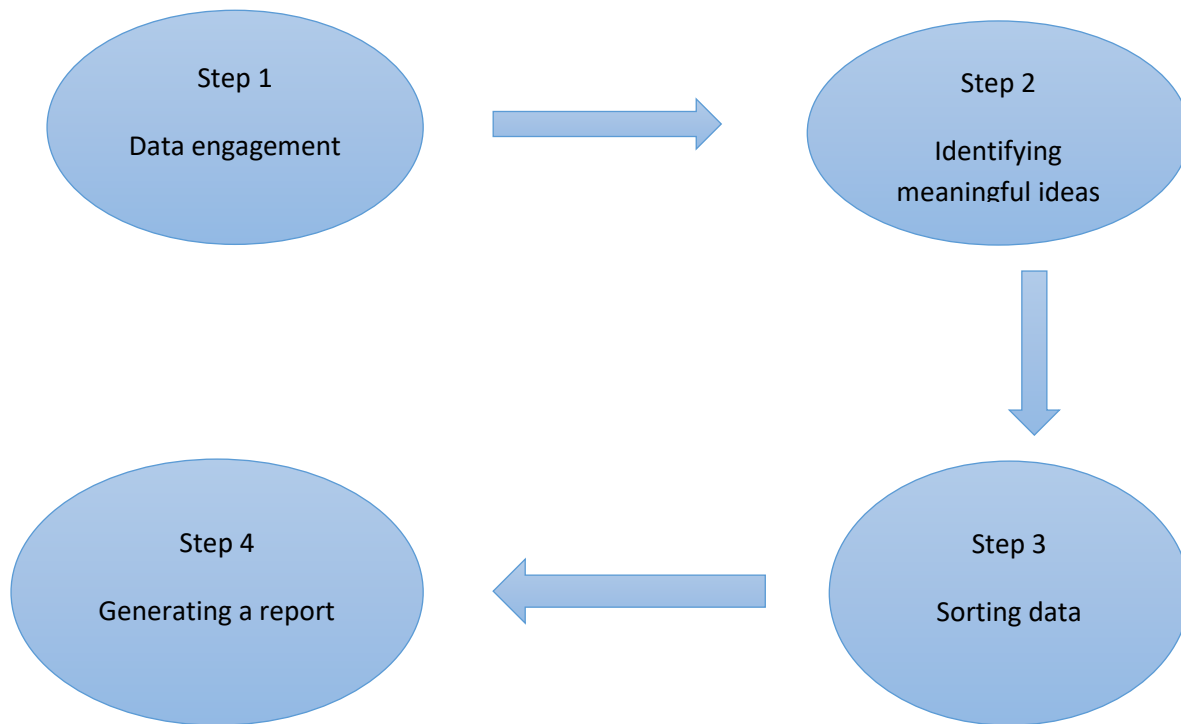 Step 1
Data engagement
Step 2
Identifying
meaningful ideas
Step 3
Sorting data
Step 4
Generating a report